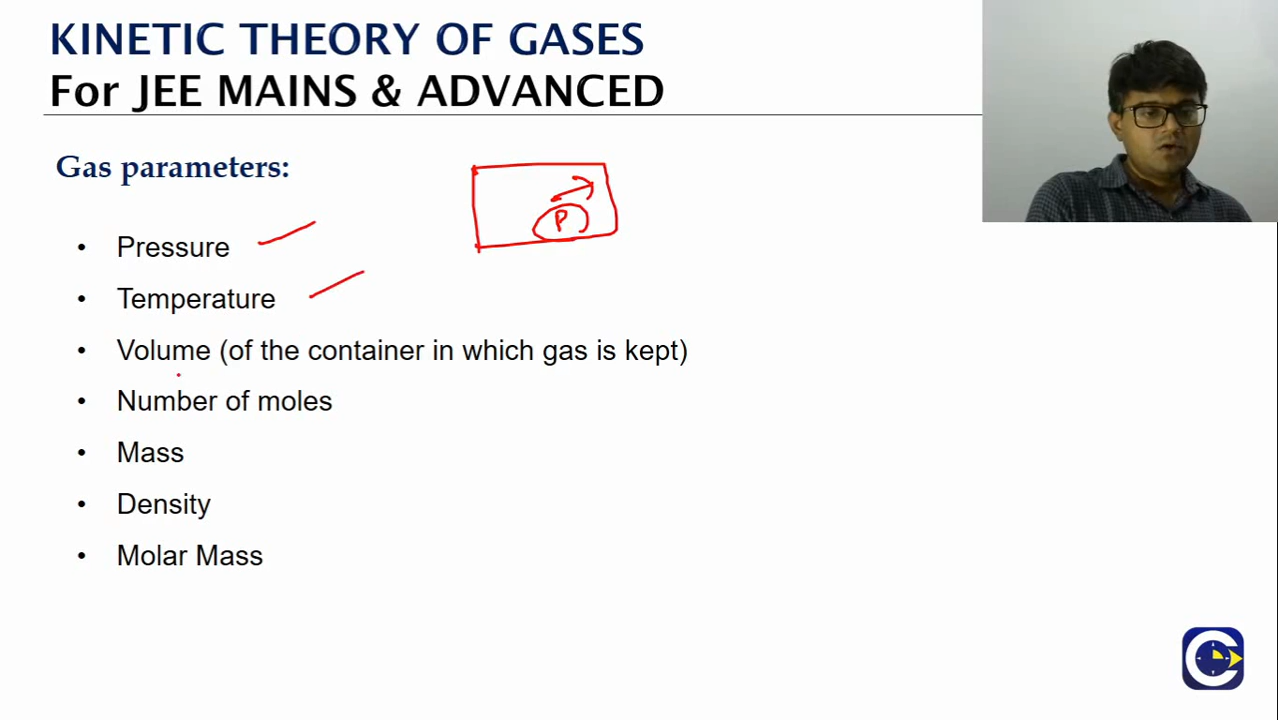 KINETIC THEORY OF GASES
For JEE MAINS & ADVANCED
Gas parameters:
• Pressure
• Temperature
• Volume (of the container in which gas is kept)
• Number of moles
• Mass
• Density
• Molar Mass
P